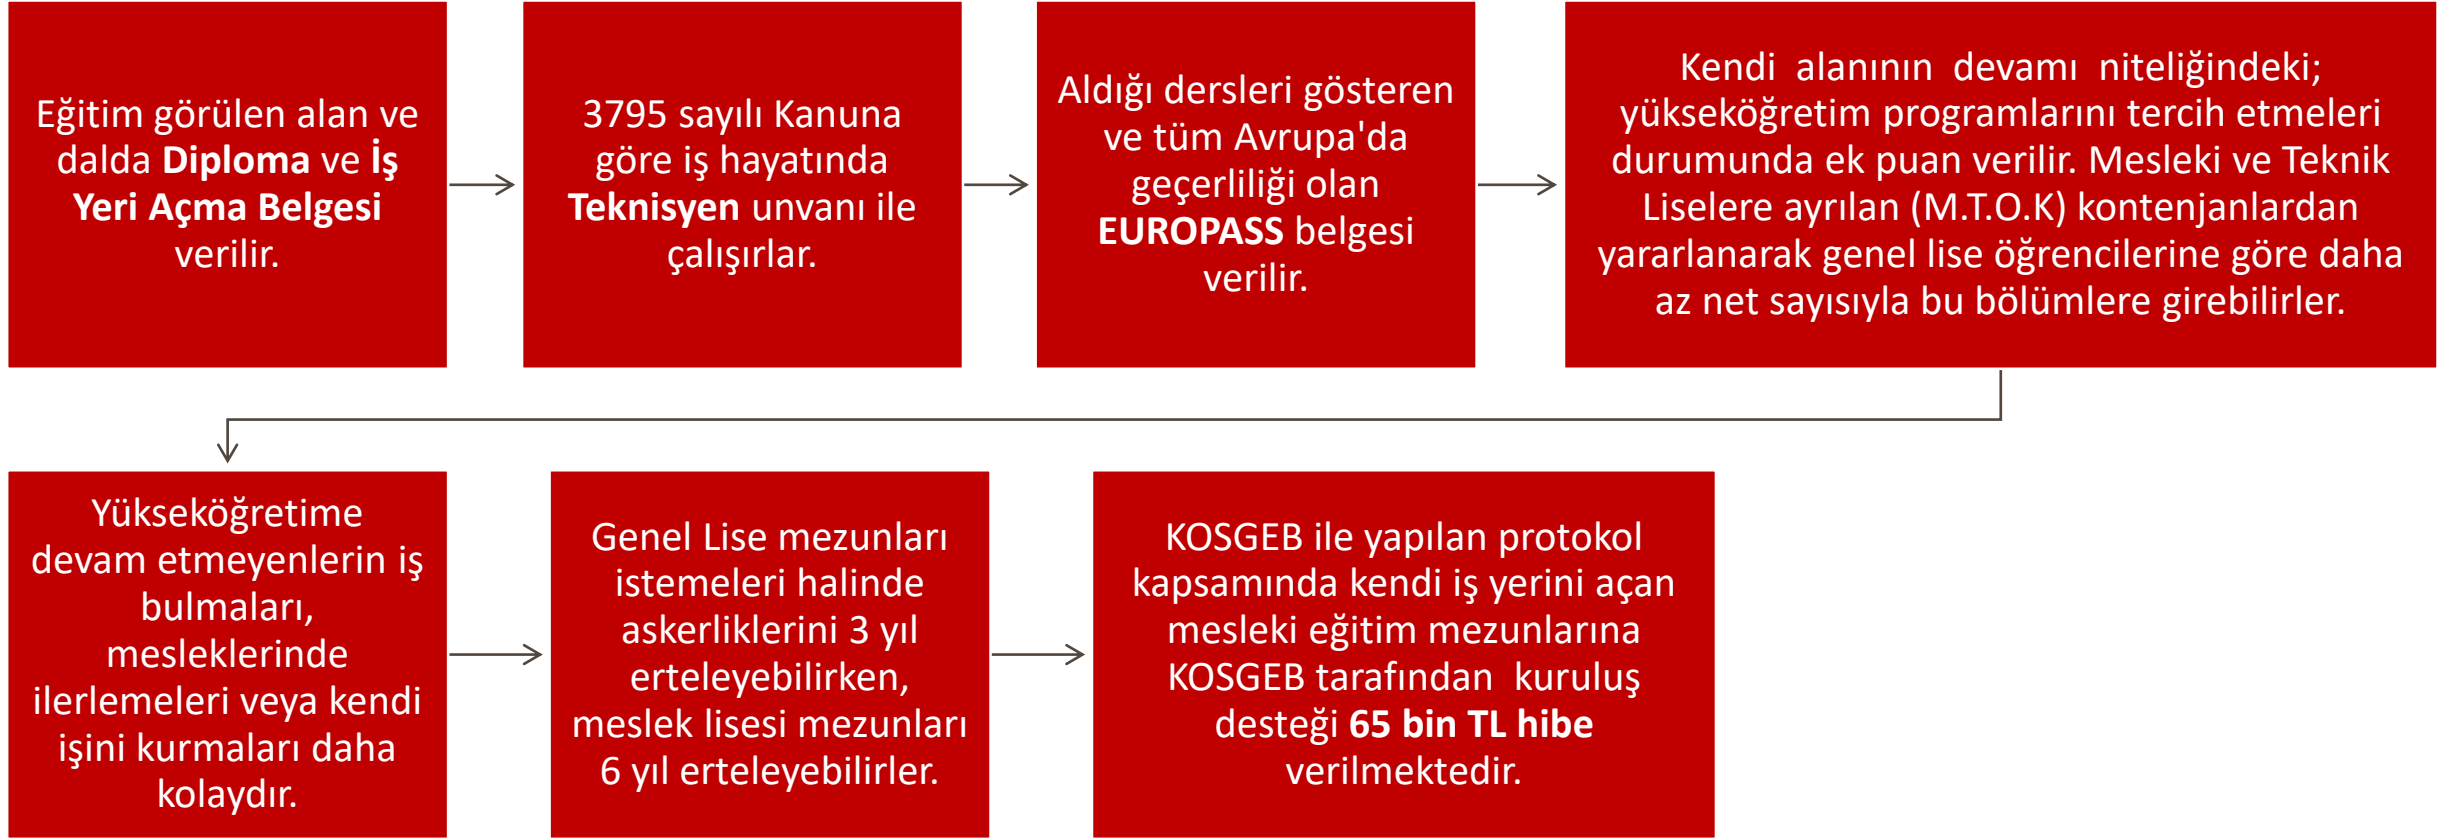 Eğitim görülen alan ve
dalda Diploma ve İş
Yeri Açma Belgesi
verilir.
3795 sayılı Kanuna
göre iş hayatında
Teknisyen unvanı ile
çalışırlar.
Aldığı dersleri gösteren
ve tüm Avrupa'da
geçerliliği olan
EUROPASS belgesi
verilir.
Kendi alanının devamı niteliğindeki;
yükseköğretim programlarını tercih etmeleri
durumunda ek puan verilir. Mesleki ve Teknik
Liselere ayrılan (M.T.O.K) kontenjanlardan
yararlanarak genel lise öğrencilerine göre daha
az net sayısıyla bu bölümlere girebilirler.
Yükseköğretime
devam etmeyenlerin iş
bulmaları,
mesleklerinde
ilerlemeleri veya kendi
işini kurmaları daha
kolaydır.
Genel Lise mezunları
istemeleri halinde
askerliklerini 3 yıl
erteleyebilirken,
meslek lisesi mezunları
6 yıl erteleyebilirler.
KOSGEB ile yapılan protokol
kapsamında kendi iş yerini açan
mesleki eğitim mezunlarına
KOSGEB tarafından kuruluş
desteği 65 bin TL hibe
verilmektedir.